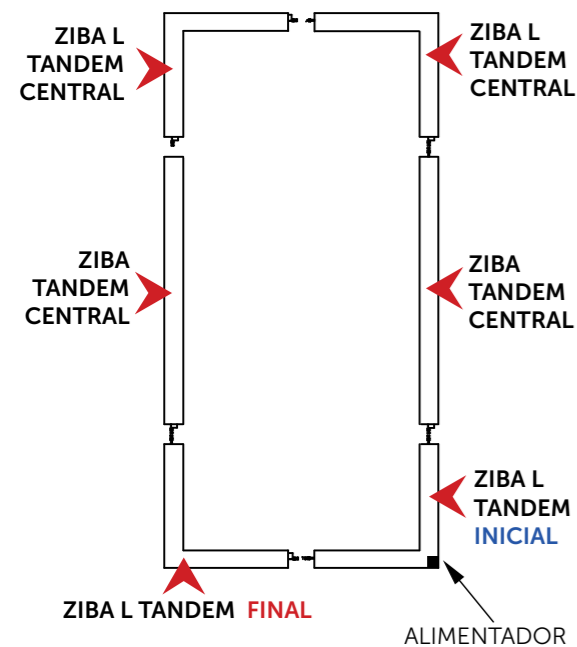 ZIBA L
TANDEM
CENTRAL
ZIBA L
TANDEM
CENTRAL
ZIBA
TANDEM
CENTRAL
ZIBA
TANDEM
CENTRAL
ZIBA L
TANDEM
INICIAL
ZIBA L TANDEM FINAL
ALIMENTADOR